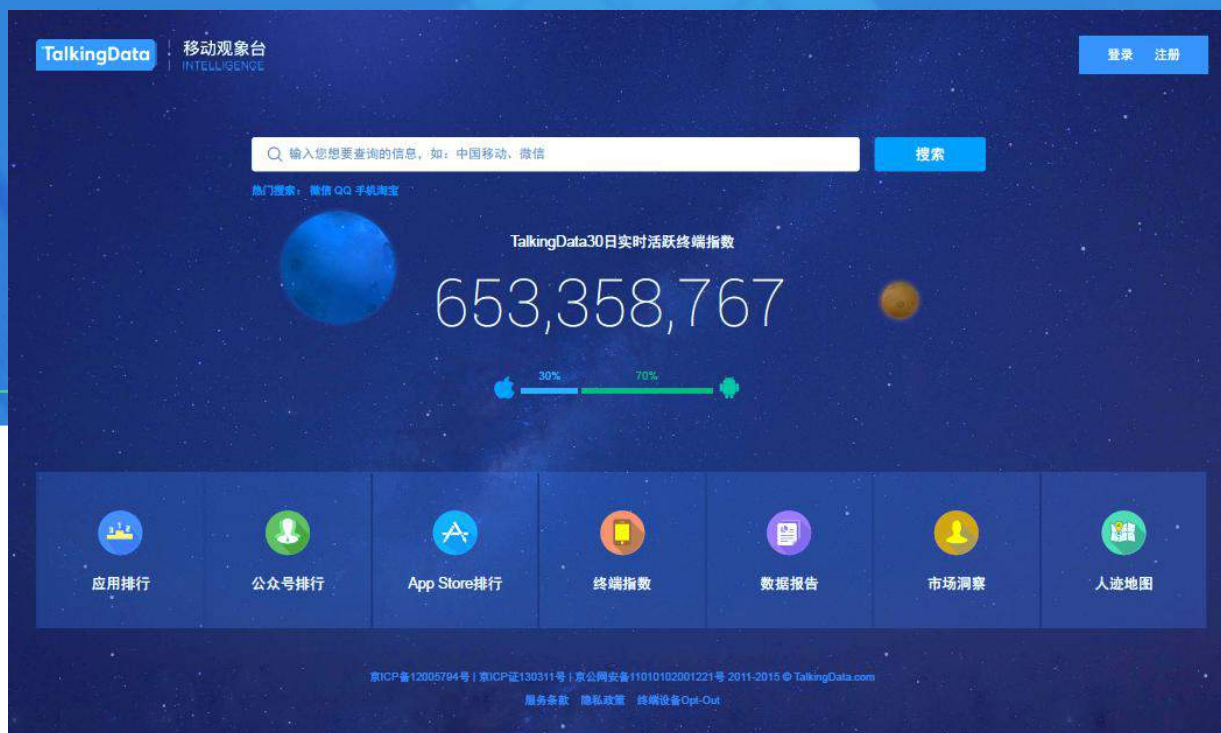 TalkingData
移动观象台
INTELLIGENCE
登录 注册
输入您想要查询的信息，如：中国移动、微信
搜索
热门搜索： 微信 QQ 手机淘宝
TalkingData30日实时活跃终端指数
653,358,767
30% 70%
应用排行 公众号排行 App Store排行 终端指数 数据报告 市场洞察 人迹地图
京ICP备12005794号 | 京ICP证130311号 | 京公网安备11010102001221号 2011-2015 © TalkingData.com
服务条款 隐私政策 终端设备Opt-Out